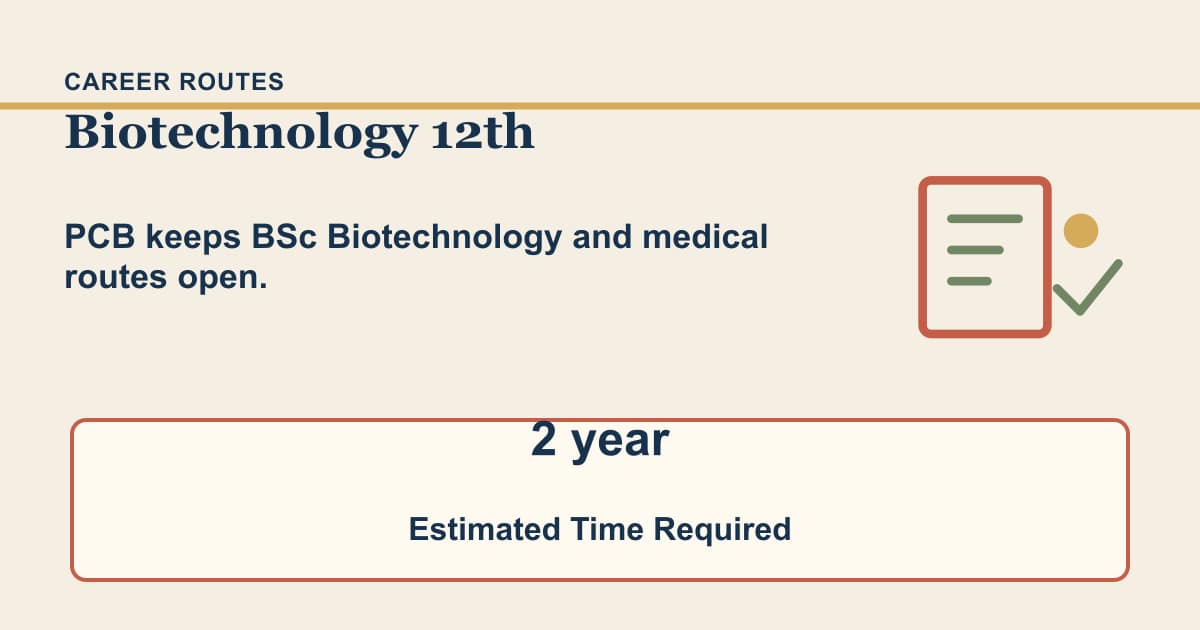 CAREER ROUTES
Biotechnology 12th
PCB keeps BSc Biotechnology and medical
routes open.
2 year
Estimated Time Required